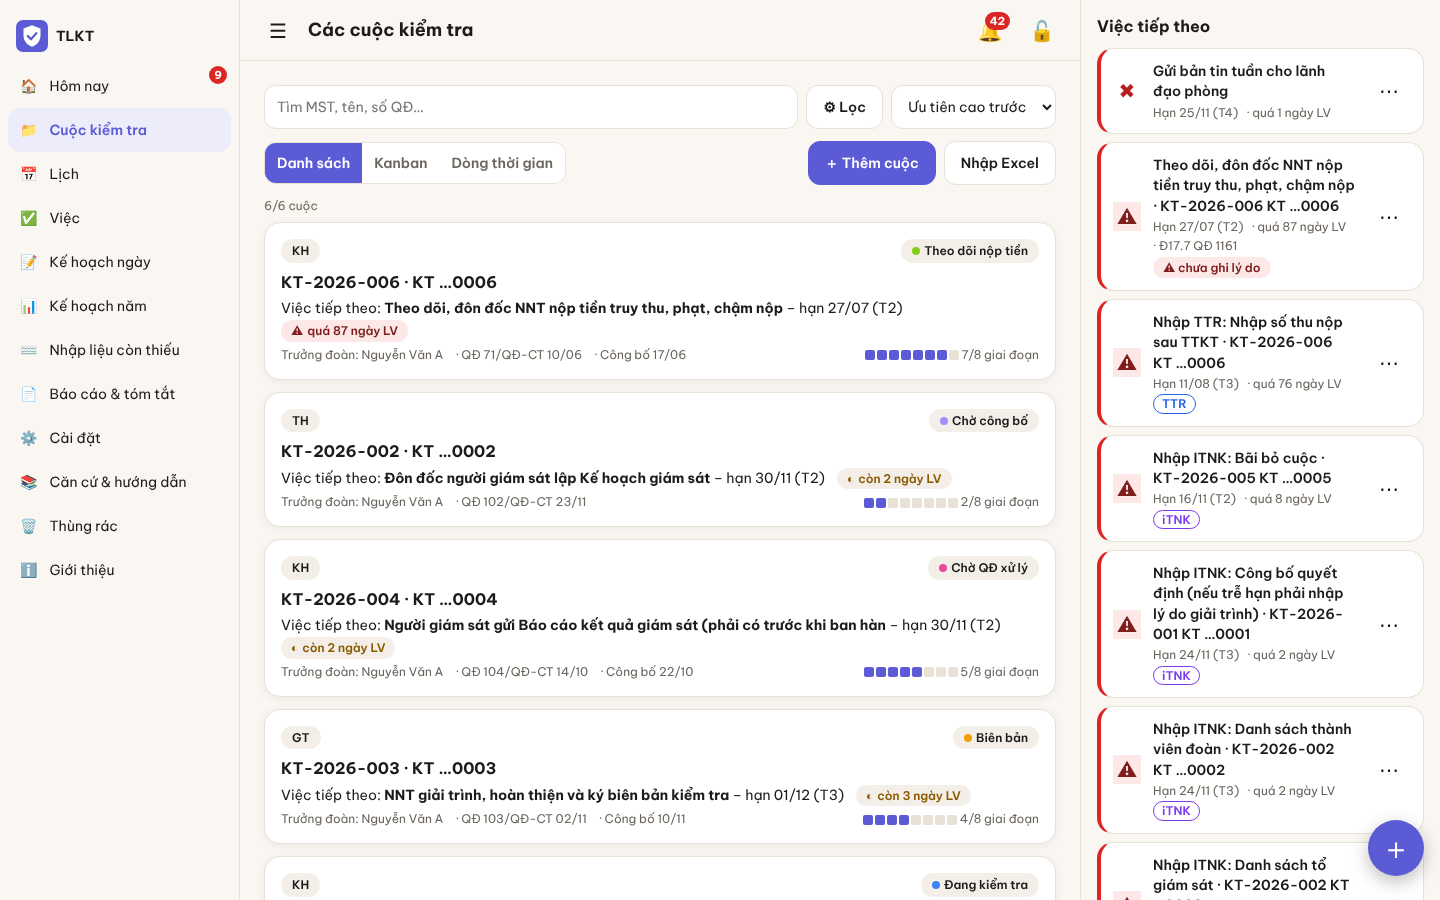 TLKT
Hôm nay
9
Cuộc kiểm tra
Lịch
Việc
Kế hoạch ngày
Kế hoạch năm
Nhập liệu còn thiếu
Báo cáo & tóm tắt
Cài đặt
Căn cứ & hướng dẫn
Thùng rác
Giới thiệu
Các cuộc kiểm tra
42
Tìm MST, tên, số QĐ...
Lọc
Ưu tiên cao trước
Danh sách
Kanban
Dòng thời gian
+ Thêm cuộc
Nhập Excel
6/6 cuộc
KH
Theo dõi nộp tiền
KT-2026-006 · KT ...0006
Việc tiếp theo: Theo dõi, đôn đốc NNT nộp tiền truy thu, phạt, chậm nộp – hạn 27/07 (T2)
quá 87 ngày LV
Trưởng đoàn: Nguyễn Văn A · QĐ 71/QĐ-CT 10/06 · Công bố 17/06
7/8 giai đoạn
TH
Chờ công bố
KT-2026-002 · KT ...0002
Việc tiếp theo: Đôn đốc người giám sát lập Kế hoạch giám sát – hạn 30/11 (T2)
còn 2 ngày LV
Trưởng đoàn: Nguyễn Văn A · QĐ 102/QĐ-CT 23/11
2/8 giai đoạn
KH
Chờ QĐ xử lý
KT-2026-004 · KT ...0004
Việc tiếp theo: Người giám sát gửi Báo cáo kết quả giám sát (phải có trước khi ban hàn – hạn 30/11 (T2)
còn 2 ngày LV
Trưởng đoàn: Nguyễn Văn A · QĐ 104/QĐ-CT 14/10 · Công bố 22/10
5/8 giai đoạn
GT
Biên bản
KT-2026-003 · KT ...0003
Việc tiếp theo: NNT giải trình, hoàn thiện và ký biên bản kiểm tra – hạn 01/12 (T3)
còn 3 ngày LV
Trưởng đoàn: Nguyễn Văn A · QĐ 103/QĐ-CT 02/11 · Công bố 10/11
4/8 giai đoạn
KH
Đang kiểm tra
Việc tiếp theo
Gửi bản tin tuần cho lãnh
đạo phòng
Hạn 25/11 (T4) · quá 1 ngày LV
Theo dõi, đôn đốc NNT nộp
tiền truy thu, phạt, chậm nộp
· KT-2026-006 KT ...0006
Hạn 27/07 (T2) · quá 87 ngày LV
· Đ17.7 QĐ 1161
chưa ghi lý do
Nhập TTR: Nhập số thu nộp
sau TTKT · KT-2026-006
KT ...0006
Hạn 11/08 (T3) · quá 76 ngày LV
TTR
Nhập ITNK: Bãi bỏ cuộc ·
KT-2026-005 KT ...0005
Hạn 16/11 (T2) · quá 8 ngày LV
iTNK
Nhập ITNK: Công bố quyết
định (nếu trễ hạn phải nhập
lý do giải trình) · KT-2026-
001 KT ...0001
Hạn 24/11 (T3) · quá 2 ngày LV
iTNK
Nhập ITNK: Danh sách thành
viên đoàn · KT-2026-002
KT ...0002
Hạn 24/11 (T3) · quá 2 ngày LV
iTNK
Nhập ITNK: Danh sách tổ
giám sát · KT-2026-002 KT